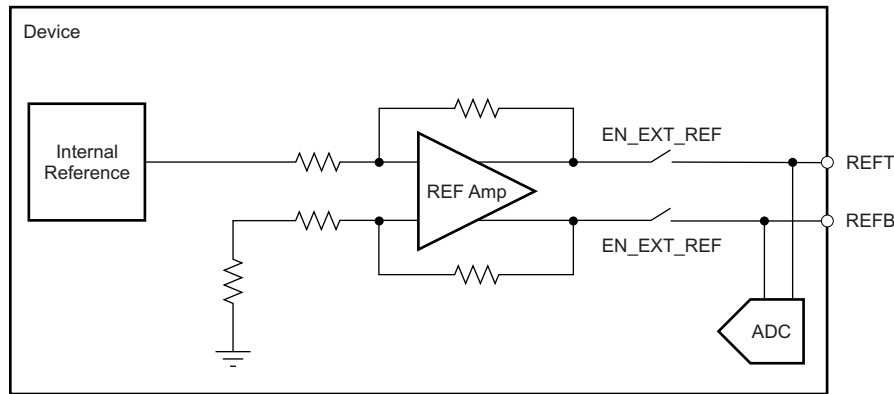 Device
Internal
Reference
REF Amp
EN_EXT_REF
EN_EXT_REF
REFT
REFB
ADC